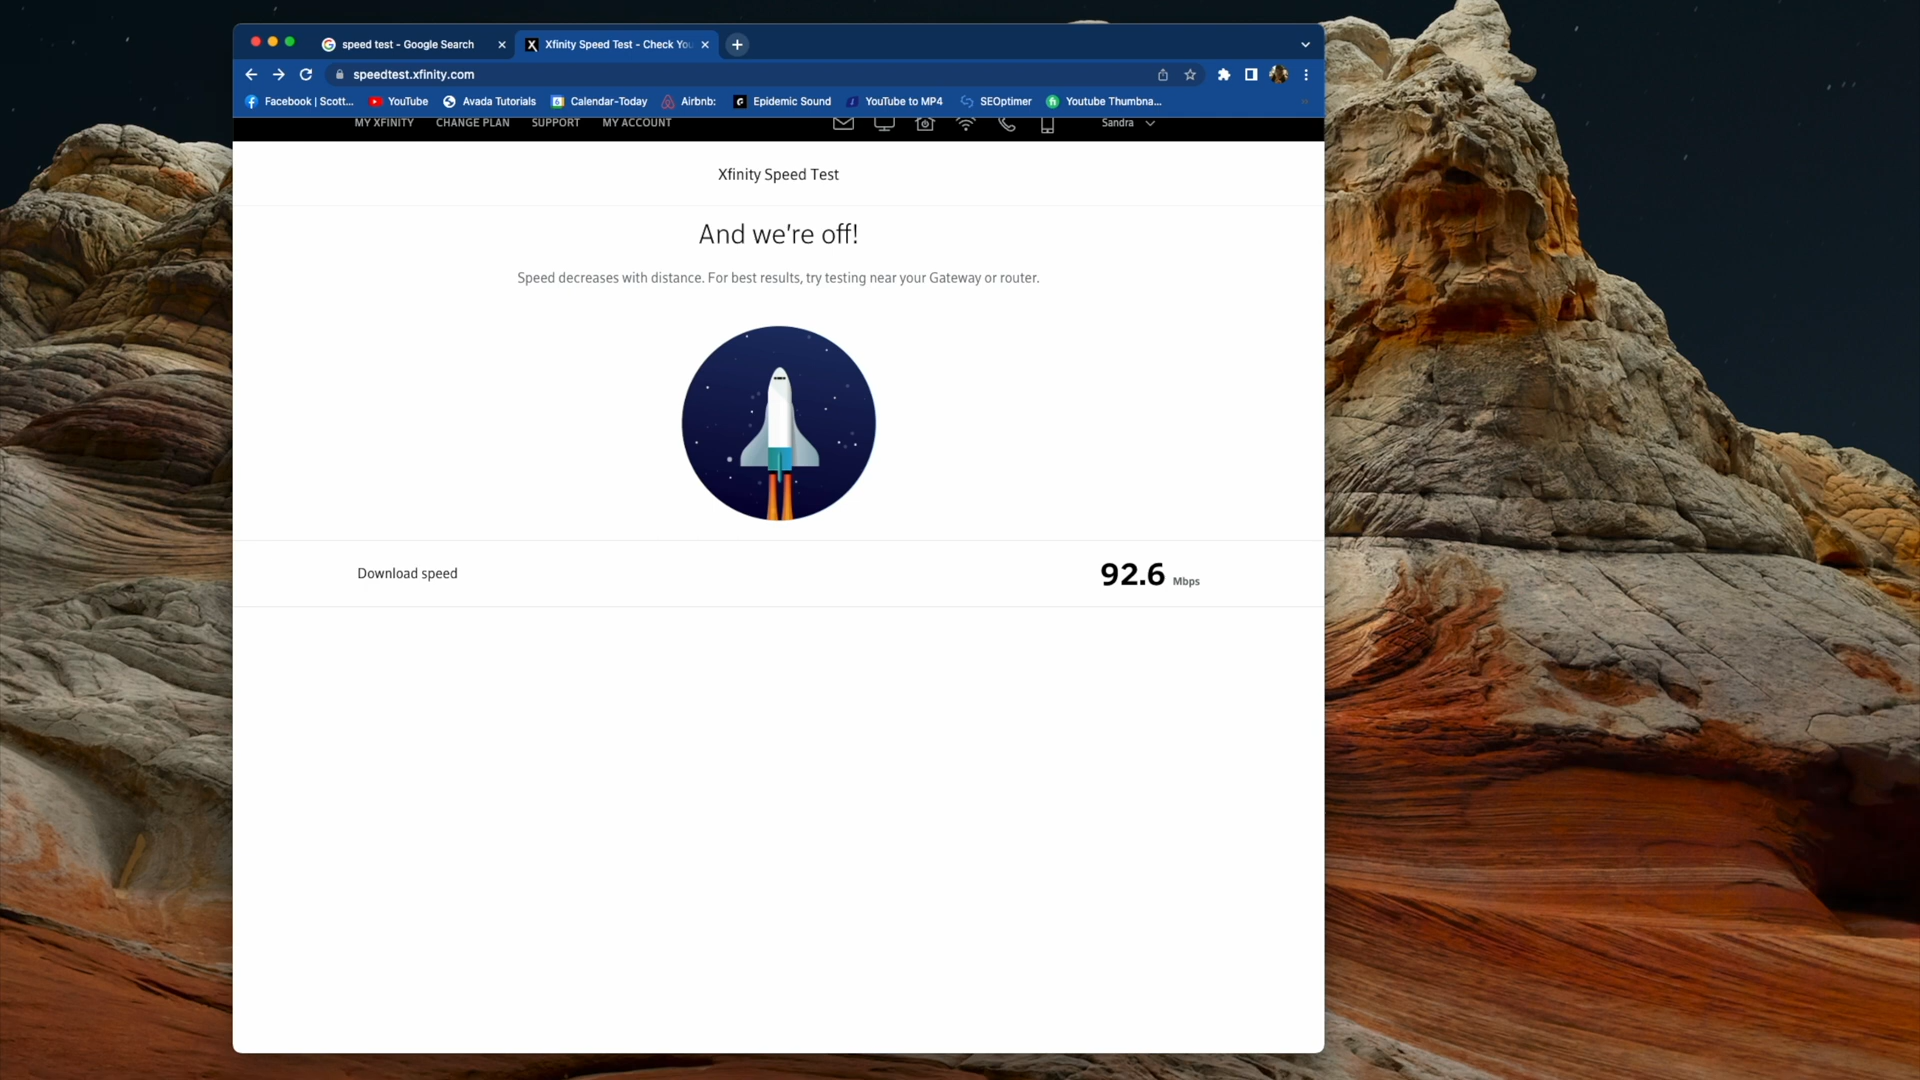 speed test - Google Search
Xfinity Speed Test - Check You
speedtest.xfinity.com
Facebook | Scott... YouTube Avada Tutorials Calendar-Today Airbnb: Epidemic Sound YouTube to MP4 SEOptimer Youtube Thumbna...
MY XFINITY CHANGE PLAN SUPPORT MY ACCOUNT Sandra
Xfinity Speed Test
And we're off!
Speed decreases with distance. For best results, try testing near your Gateway or router.
Download speed 92.6 Mbps